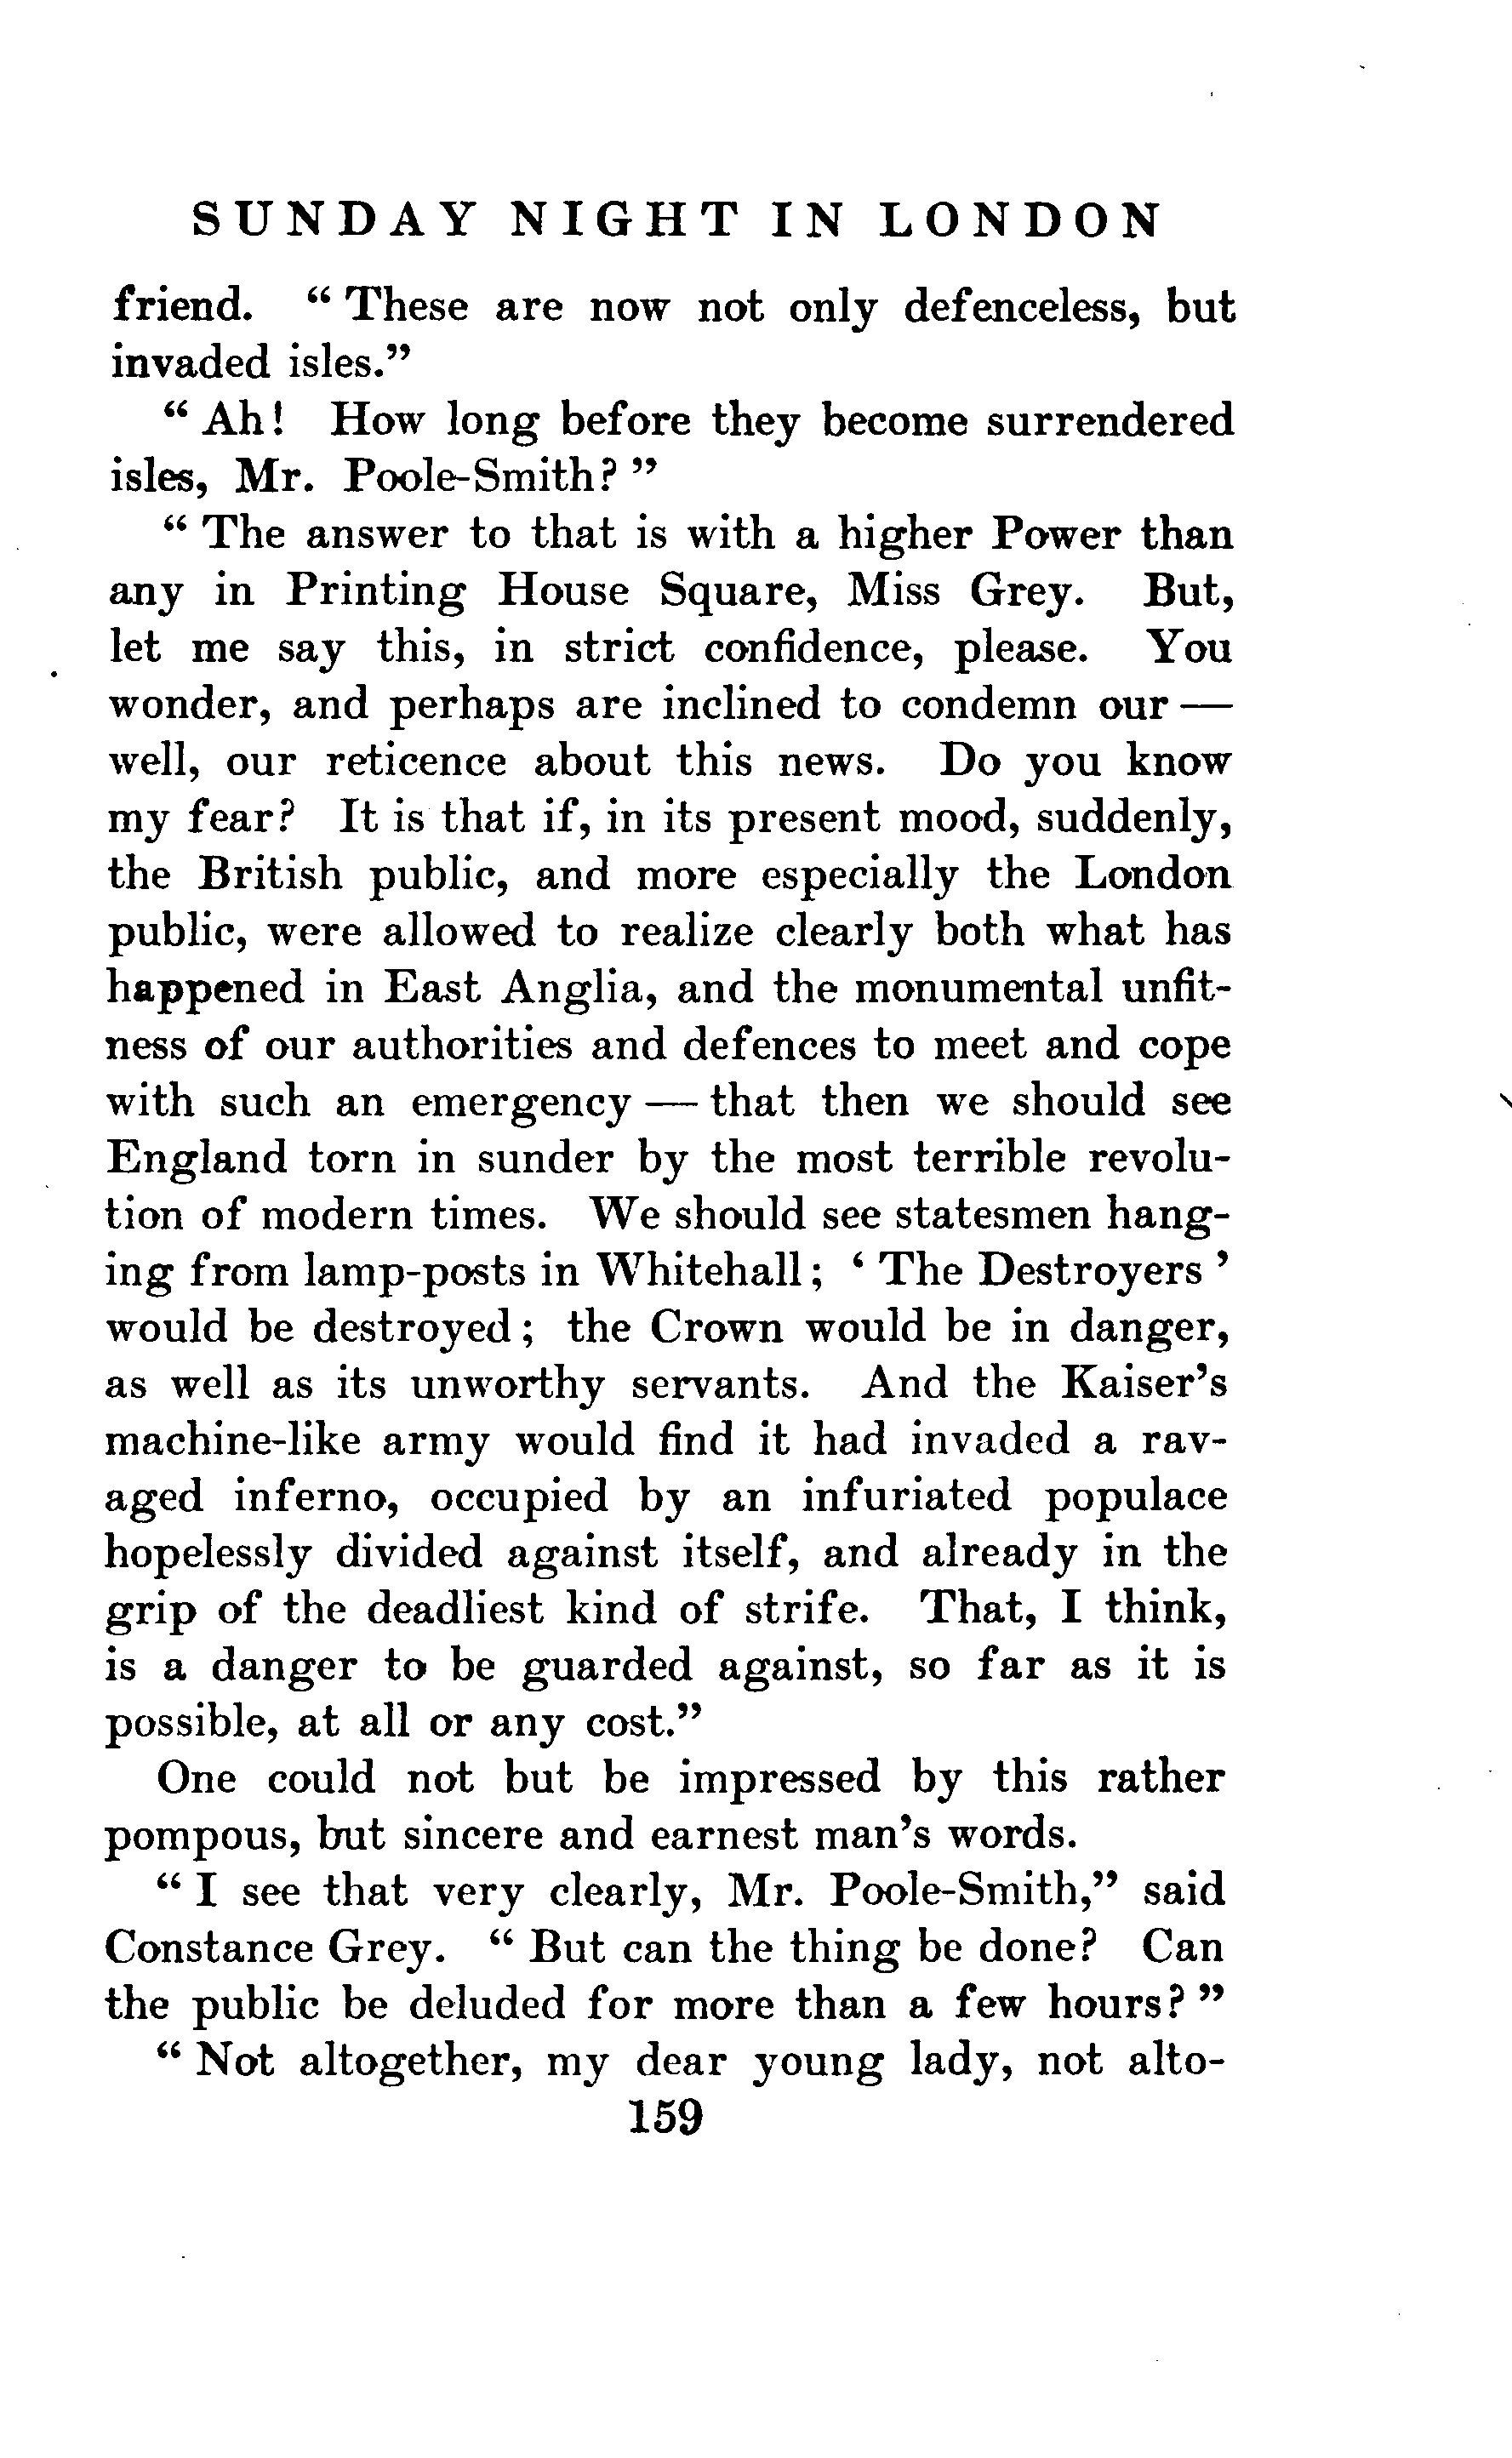 SUNDAY NIGHT IN LONDON
friend. “ These are now not only defenceless, but
invaded isles.”
“ Ah! How long before they become surrendered
isles, Mr. Poole-Smith? ”
“ The answer to that is with a higher Power than
any in Printing House Square, Miss Grey. But,
let me say this, in strict confidence, please. You
wonder, and perhaps are inclined to condemn our —
well, our reticence about this news. Do you know
my fear? It is that if, in its present mood, suddenly,
the British public, and more especially the London
public, were allowed to realize clearly both what has
happened in East Anglia, and the monumental unfit-
ness of our authorities and defences to meet and cope
with such an emergency — that then we should see
England torn in sunder by the most terrible revolu-
tion of modern times. We should see statesmen hang-
ing from lamp-posts in Whitehall; ‘ The Destroyers ’
would be destroyed; the Crown would be in danger,
as well as its unworthy servants. And the Kaiser’s
machine-like army would find it had invaded a rav-
aged inferno, occupied by an infuriated populace
hopelessly divided against itself, and already in the
grip of the deadliest kind of strife. That, I think,
is a danger to be guarded against, so far as it is
possible, at all or any cost.”
One could not but be impressed by this rather
pompous, but sincere and earnest man’s words.
“ I see that very clearly, Mr. Poole-Smith,” said
Constance Grey. “ But can the thing be done? Can
the public be deluded for more than a few hours? ”
“ Not altogether, my dear young lady, not alto-
159